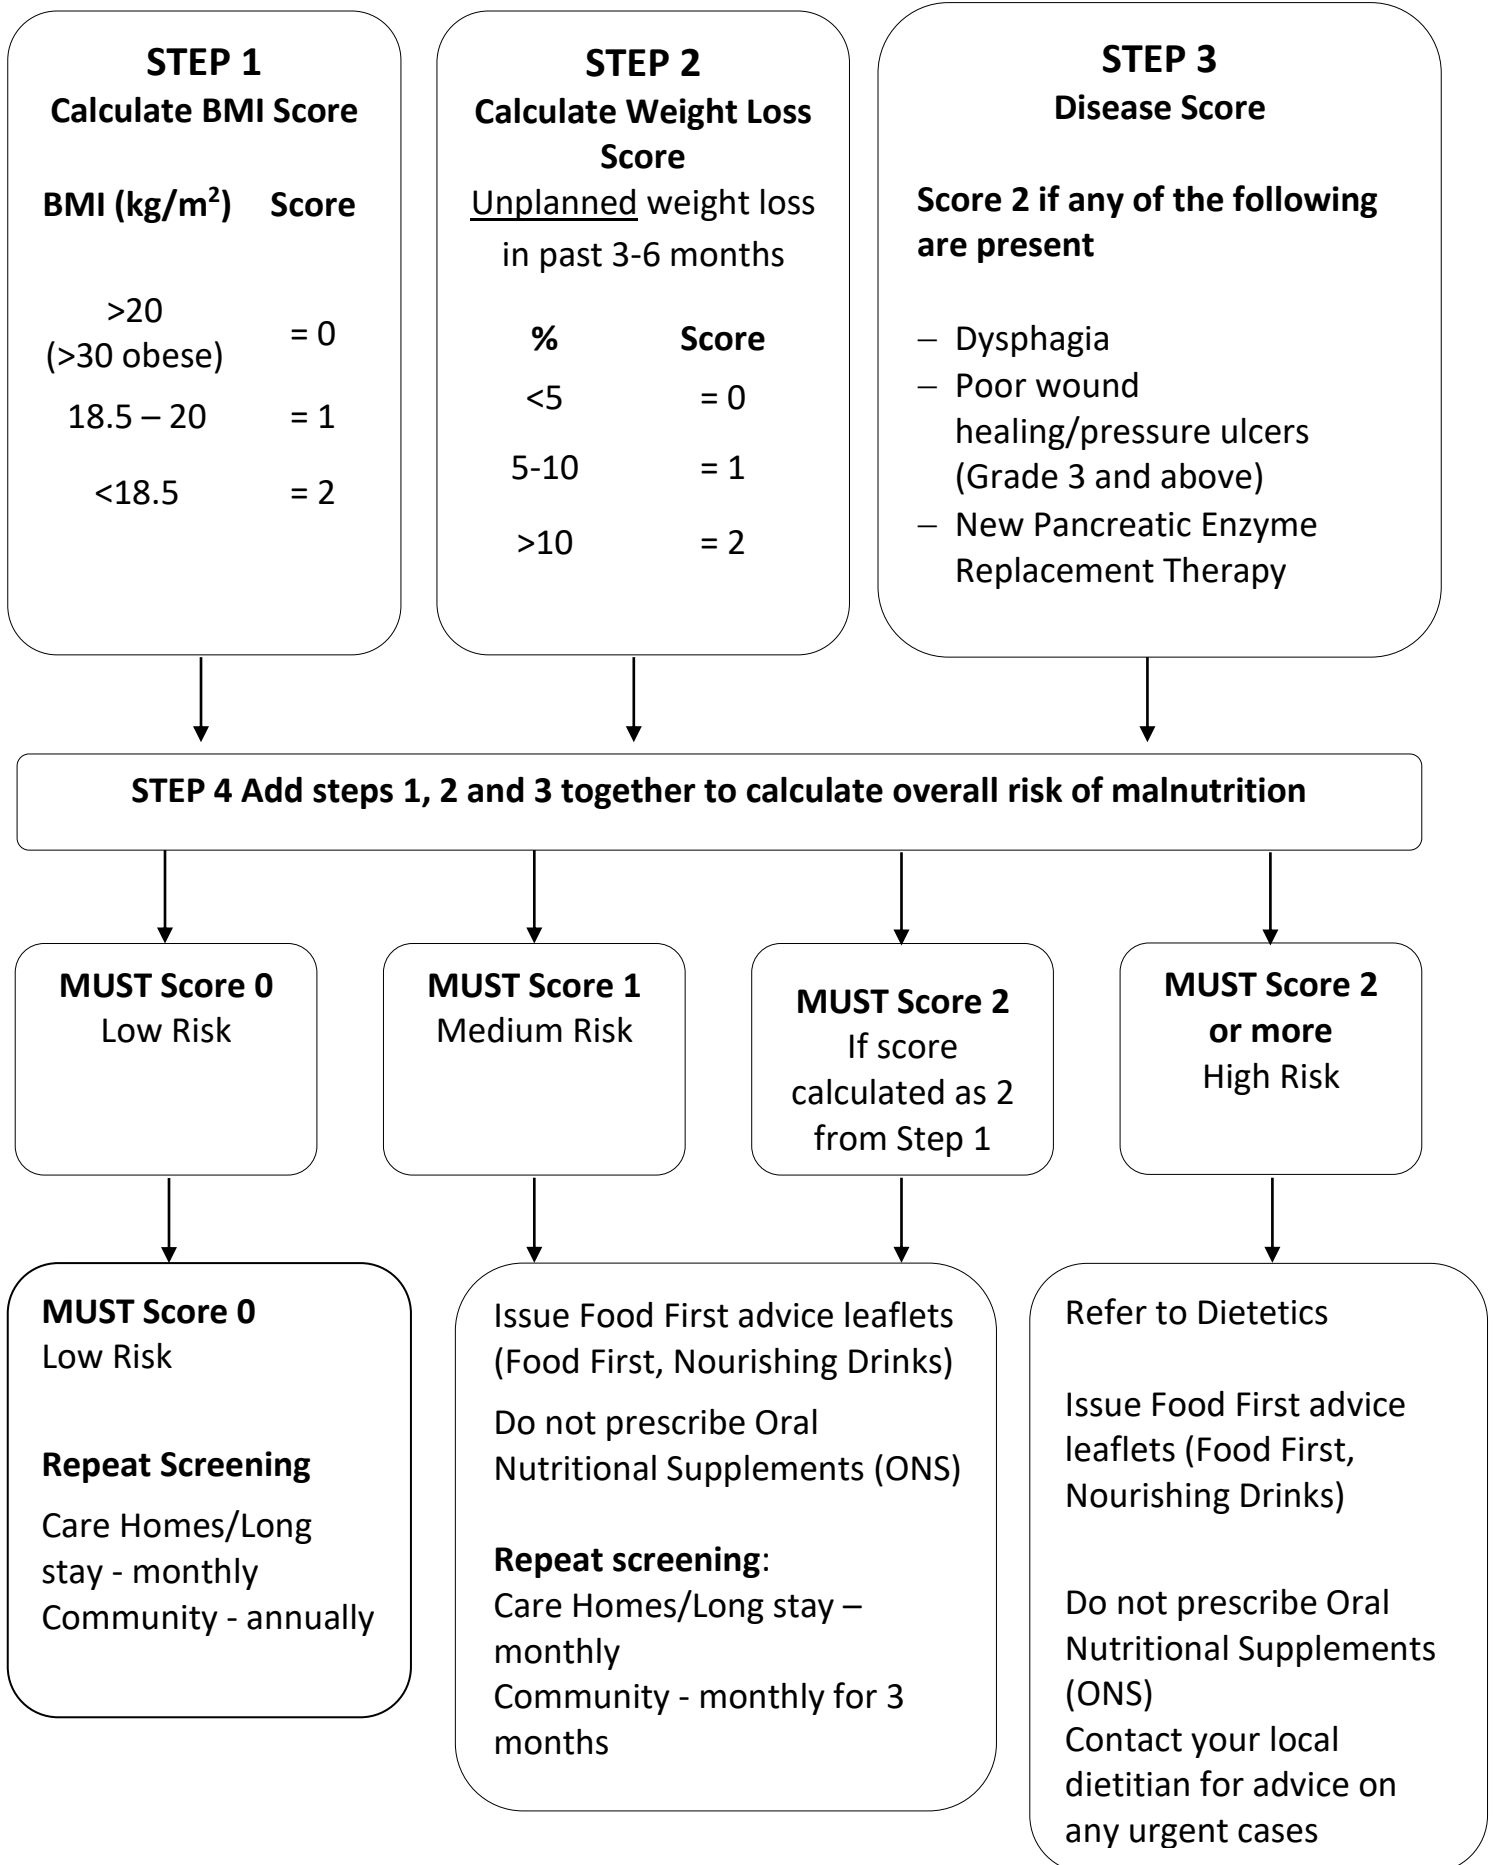 STEP 1
Calculate BMI Score
BMI (kg/m²) Score
>20
(>30 obese)
= 0
18.5 – 20 = 1
<18.5 = 2
STEP 2
Calculate Weight Loss
Score
Unplanned weight loss
in past 3-6 months
% Score
<5 = 0
5-10 = 1
>10 = 2
STEP 3
Disease Score
Score 2 if any of the following
are present
– Dysphagia
– Poor wound
healing/pressure ulcers
(Grade 3 and above)
– New Pancreatic Enzyme
Replacement Therapy
STEP 4 Add steps 1, 2 and 3 together to calculate overall risk of malnutrition
MUST Score 0
Low Risk
MUST Score 1
Medium Risk
MUST Score 2
If score
calculated as 2
from Step 1
MUST Score 2
or more
High Risk
MUST Score 0
Low Risk
Repeat Screening
Care Homes/Long
stay - monthly
Community - annually
Issue Food First advice leaflets
(Food First, Nourishing Drinks)
Do not prescribe Oral
Nutritional Supplements (ONS)
Repeat screening:
Care Homes/Long stay –
monthly
Community - monthly for 3
months
Refer to Dietetics
Issue Food First advice
leaflets (Food First,
Nourishing Drinks)
Do not prescribe Oral
Nutritional Supplements
(ONS)
Contact your local
dietitian for advice on
any urgent cases